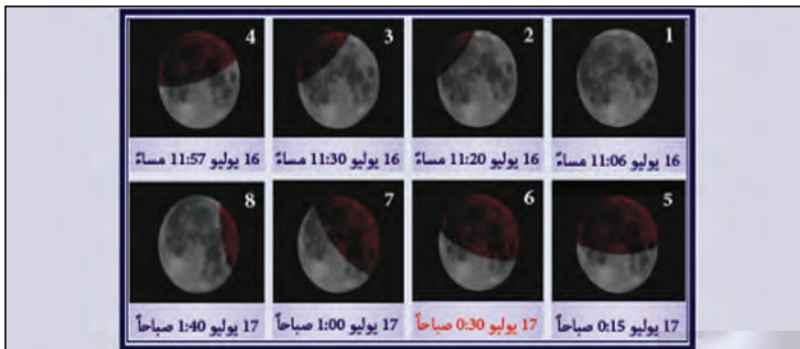 1 2 3 4
16 يوليو 11:06 مساءً 16 يوليو 11:20 مساءً 16 يوليو 11:30 مساءً 16 يوليو 11:57 مساءً
5 6 7 8
17 يوليو 0:15 صباحاً 17 يوليو 0:30 صباحاً 17 يوليو 1:00 صباحاً 17 يوليو 1:40 صباحاً